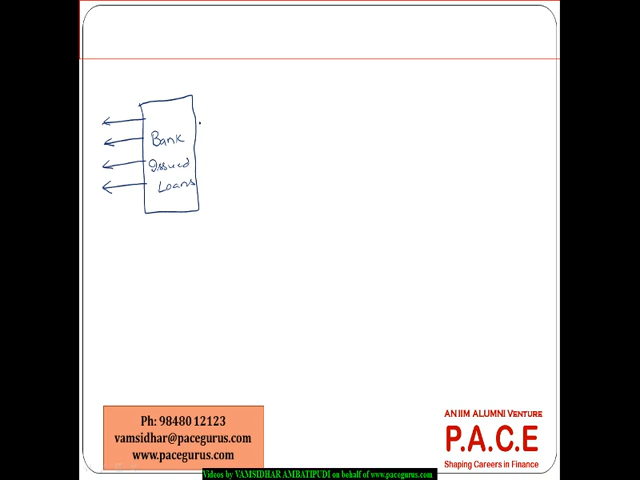 Bank
Issued
Loans
Ph: 98480 12123
vamsidhar@pacegurus.com
www.pacegurus.com
AN IIM ALUMNI VENTURE
P.A.C.E
Shaping Careers in Finance
Videos by VAMSIDHAR AMBATIPUDI on behalf of www.pacegurus.com